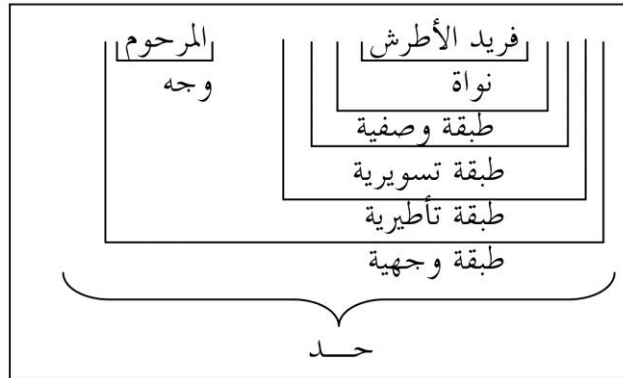 فريد الأطرش المرحوم
نواة وجه
طبقة وصفية
طبقة تسويرية
طبقة تأطيرية
طبقة وجهية
حـــد